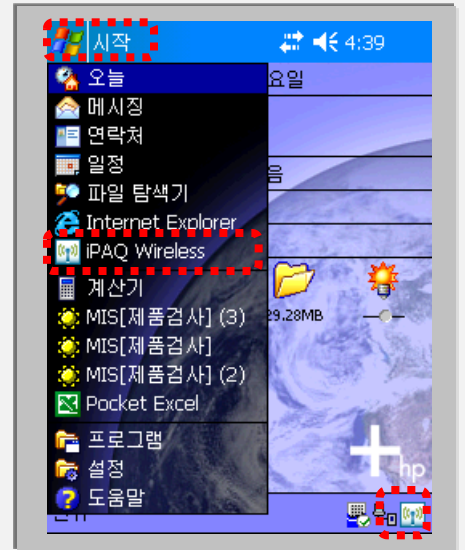 시작
4:39
오늘
요일
메시징
연락처
일정
음
파일 탐색기
Internet Explorer
iPAQ Wireless
계산기
MIS[제품검사] (3)
29.28MB
MIS[제품검사]
MIS[제품검사] (2)
Pocket Excel
프로그램
hp
설정
도움말